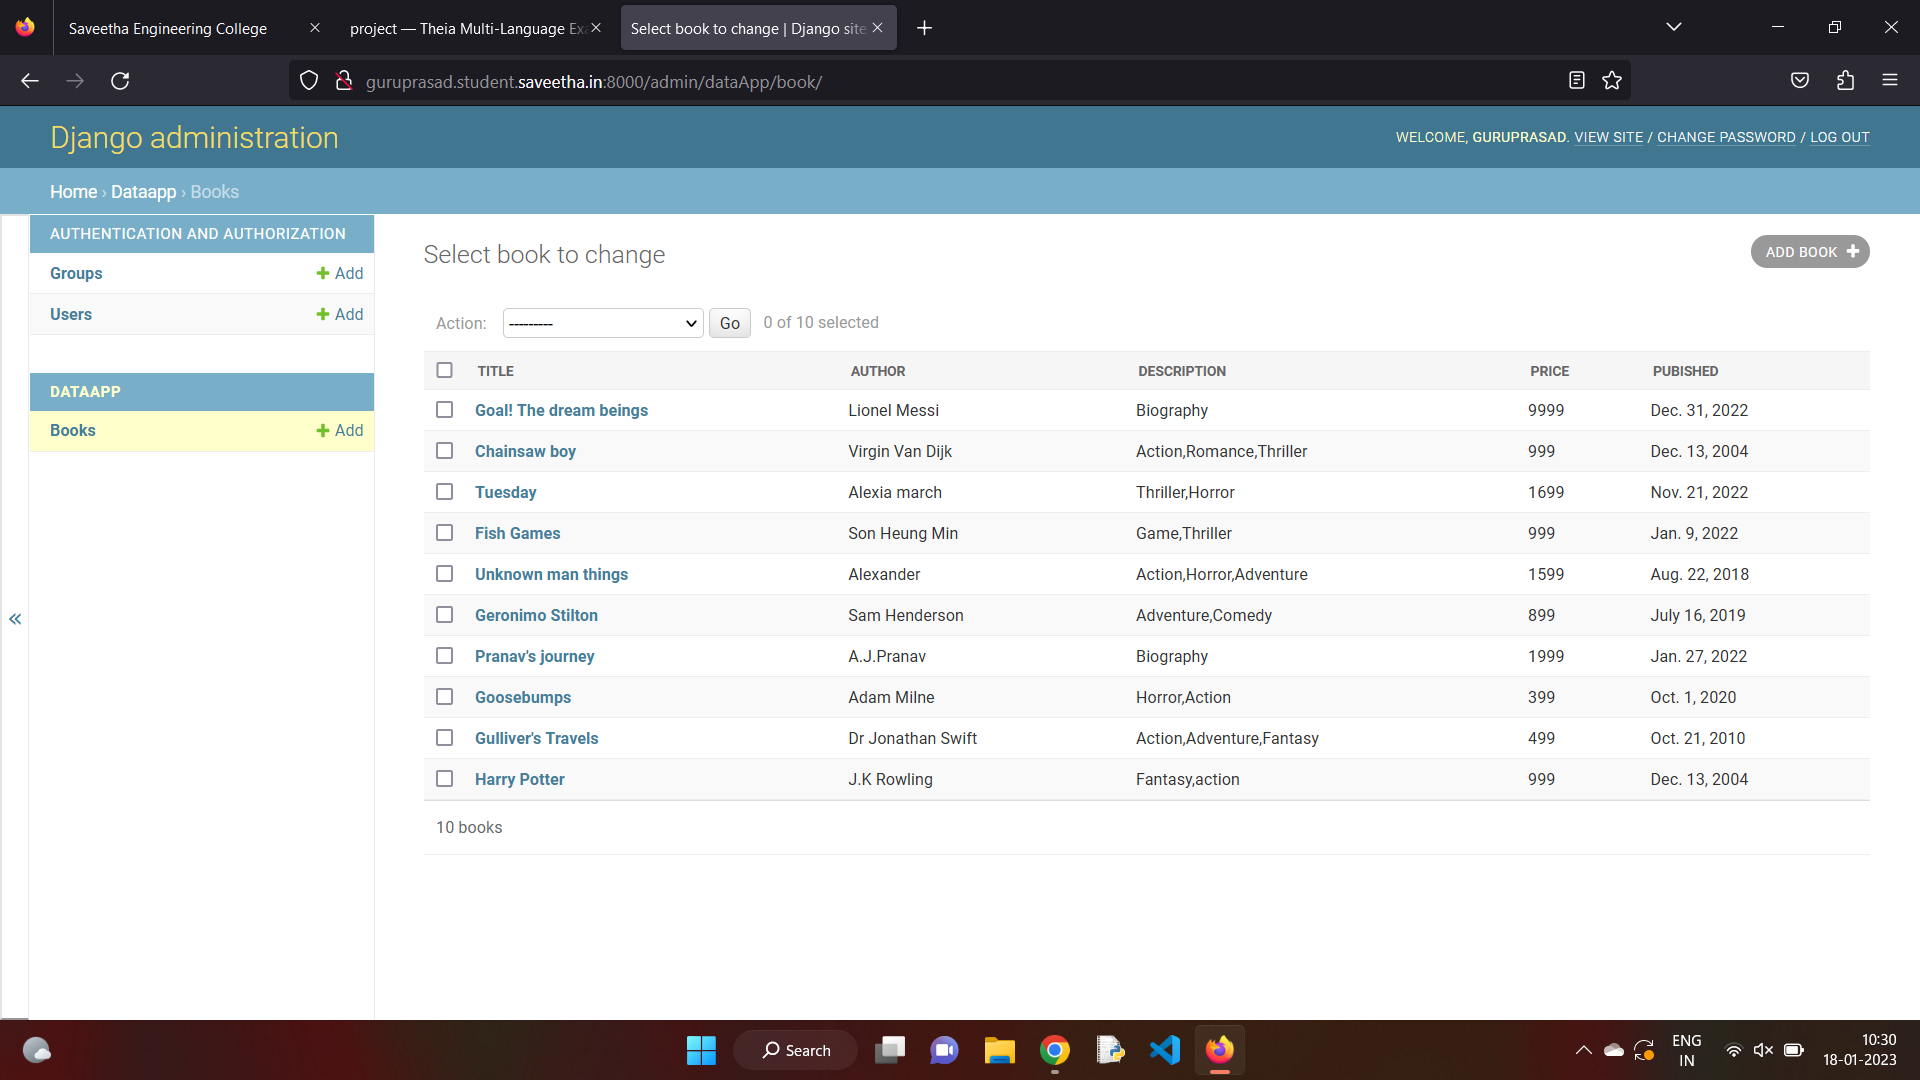 Saveetha Engineering College
project — Theia Multi-Language Exa
Select book to change | Django site
guruprasad.student.saveetha.in:8000/admin/dataApp/book/
Django administration
WELCOME, GURUPRASAD. VIEW SITE / CHANGE PASSWORD / LOG OUT
Home › Dataapp › Books
AUTHENTICATION AND AUTHORIZATION
Groups + Add
Users + Add
DATAAPP
Books + Add
«
Select book to change
ADD BOOK +
Action: --------- Go 0 of 10 selected
TITLE AUTHOR DESCRIPTION PRICE PUBISHED
Goal! The dream beings Lionel Messi Biography 9999 Dec. 31, 2022
Chainsaw boy Virgin Van Dijk Action,Romance,Thriller 999 Dec. 13, 2004
Tuesday Alexia march Thriller,Horror 1699 Nov. 21, 2022
Fish Games Son Heung Min Game,Thriller 999 Jan. 9, 2022
Unknown man things Alexander Action,Horror,Adventure 1599 Aug. 22, 2018
Geronimo Stilton Sam Henderson Adventure,Comedy 899 July 16, 2019
Pranav's journey A.J.Pranav Biography 1999 Jan. 27, 2022
Goosebumps Adam Milne Horror,Action 399 Oct. 1, 2020
Gulliver's Travels Dr Jonathan Swift Action,Adventure,Fantasy 499 Oct. 21, 2010
Harry Potter J.K Rowling Fantasy,action 999 Dec. 13, 2004
10 books
Search
ENG
IN
10:30
18-01-2023